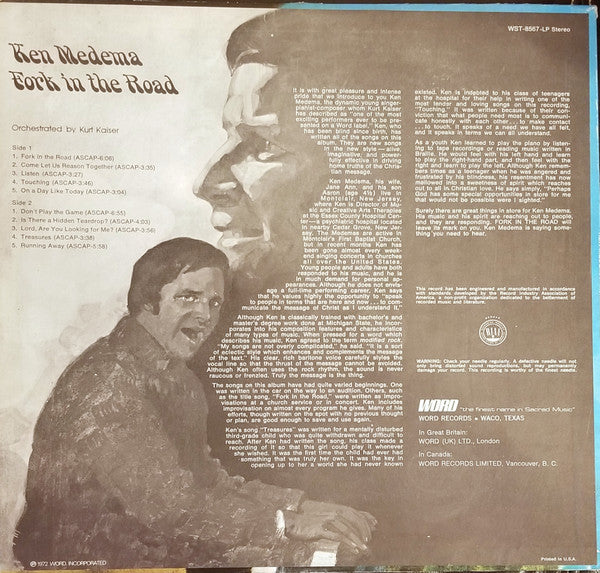 WST-8567-LP Stereo
Ken Medema
Fork in the Road
Orchestrated by Kurt Kaiser
Side 1
1. Fork in the Road (ASCAP-6:06)
2. Come Let Us Reason Together (ASCAP-3:35)
3. Listen (ASCAP-3:27)
4. Touching (ASCAP-3:46)
5. On a Day Like Today (ASCAP-3:04)
Side 2
1. Don't Play the Game (ASCAP-6:55)
2. Is There a Hidden Teardrop? (ASCAP-4:03)
3. Lord, Are You Looking for Me? (ASCAP-3:56)
4. Treasures (ASCAP-3:38)
5. Running Away (ASCAP-5:58)
It is with great pleasure and intense
pride that we introduce to you Ken
Medema, the dynamic young singer-
pianist-composer whom Kurt Kaiser
has described as "one of the most
exciting performers ever to be pre-
sented on a Word record." Ken, who
has been blind since birth, has
written all of the songs on this
album. They are new songs
in the new style — alive,
imaginative, and power-
fully effective in driving
home the point of the Chris-
tian message.
Ken Medema, his wife,
Jane Ann, and his son
Aaron (age 4½) live in
Montclair, New Jersey,
where Ken is Director of Mu-
sic and Creative Arts Therapies
at the Essex County Hospital Cen-
ter—a psychiatric hospital located
in nearby Cedar Grove, New Jer-
sey. The Medemas are active in
Montclair's First Baptist Church,
but in recent months Ken has
been gone almost every week-
end singing concerts in churches
all over the United States.
Young people and adults have both
responded to his music, and he is
in much demand for personal ap-
pearances. Although he does not envis-
age a full-time performing career, Ken says
that he values highly the opportunity to "speak
to people in terms that are here and now . . . to com-
municate the message of Christ as I understand it."
Although Ken is classically trained with bachelor's and
master's degree work done at Michigan State, he incor-
porates into his composition features and characteristics
of many types of music. When pressed for a word which
describes his music, Ken agreed to the term modified rock.
"My songs are not overly complicated," he said. "It is a sort
of eclectic style which enhances and complements the message
of the text." His clear, rich baritone voice carefully styles the
vocal line so that the thrust of the message cannot be avoided.
Although Ken often uses the rock rhythm, the sound is never
raucous or frenzied. Truly the message is the thing.
The songs on this album have had quite varied beginnings. One
was written in the car on the way to an audition. Others, such
as the title song, "Fork in the Road," were written as impro-
visations at a church service or in concert. Ken includes
improvisation on almost every program he gives. Many of his
efforts, though written on the spot with no previous thought
or plan, are good enough to save and use again.
Ken's song "Treasures" was written for a mentally disturbed
third-grade child who was quite withdrawn and difficult to
reach. After Ken had written the song, his class made a
recording of it so that this girl could play it whenever
she wished. It was the first time the child had ever had
something that was truly her own. It was the key in
opening up to her a world she had never known
existed. Ken is indebted to his class of teenagers
at the hospital for their help in writing one of the
most tender and loving songs on this recording,
"Touching." It was written because of their con-
viction that what people need most is to commun-
icate honestly with each other . . . to make contact
. . . to touch. It speaks of a need we have all felt,
and it speaks in terms we can all understand.
As a youth Ken learned to play the piano by listen-
ing to tape recordings or reading music written in
Braille. He would feel with his left hand and learn
to play the right-hand part, and then feel with the
right and learn to play the left. Although Ken remem-
bers times as a teenager when he was angered and
frustrated by his blindness, resentment has now
matured into a sweetness of spirit which reaches
out to all in Christian love. He says simply, "Perhaps
God has some special opportunities in store for me
that would not be possible were I sighted."
Surely there are great things in store for Ken Medema.
His music and his spirit are reaching out to people,
and they are responding. FORK IN THE ROAD will
leave its mark on you. Ken Medema is saying some-
thing you need to hear.
This record has been engineered and manufactured in accordance
with standards developed by the Record Industry Association of
America, a non-profit organization dedicated to the betterment of
recorded music and literature.
WARNING: Check your needle regularly. A defective needle will not
only bring distorted sound reproductions, but may permanently
damage your record. This recording is worthy of the finest needle.
WORD "the finest name in Sacred Music"
WORD RECORDS • WACO, TEXAS
In Great Britain:
WORD (UK) LTD., London
In Canada:
WORD RECORDS LIMITED, Vancouver, B. C.
© 1972 WORD, INCORPORATED
Printed in U.S.A.